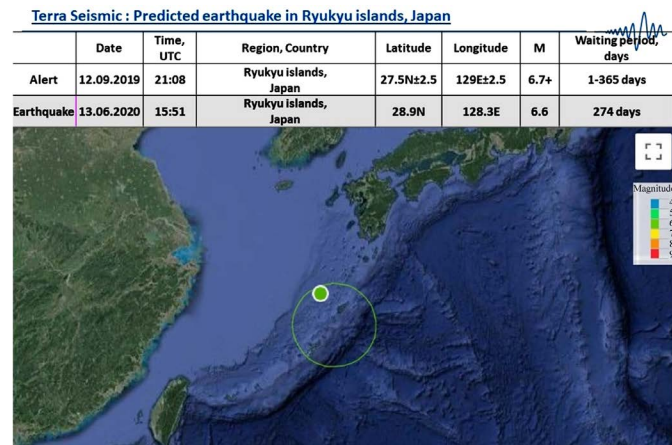 Terra Seismic : Predicted earthquake in Ryukyu islands, Japan
Date Time, UTC Region, Country Latitude Longitude M Waiting period, days
Alert 12.09.2019 21:08 Ryukyu islands, Japan 27.5N±2.5 129E±2.5 6.7+ 1-365 days
Earthquake 13.06.2020 15:51 Ryukyu islands, Japan 28.9N 128.3E 6.6 274 days
Magnitude